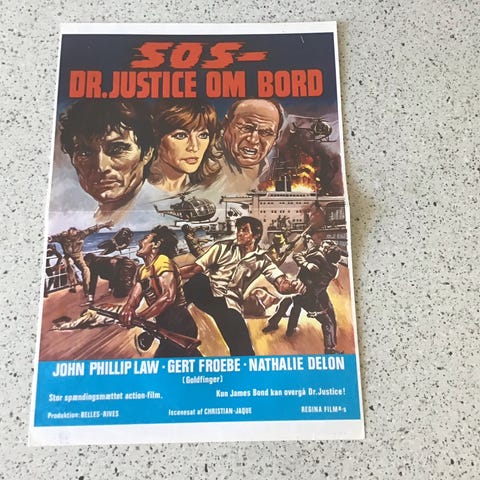 SOS-
DR. JUSTICE OM BORD
JOHN PHILLIP LAW · GERT FROEBE · NATHALIE DELON
(Goldfinger)
Stor spændingsmættet action-film.
Kun James Bond kan overgå Dr. Justice!
Produktion: BELLES-RIVES
Iscenesat af CHRISTIAN-JAQUE
REGINA FILM a-s